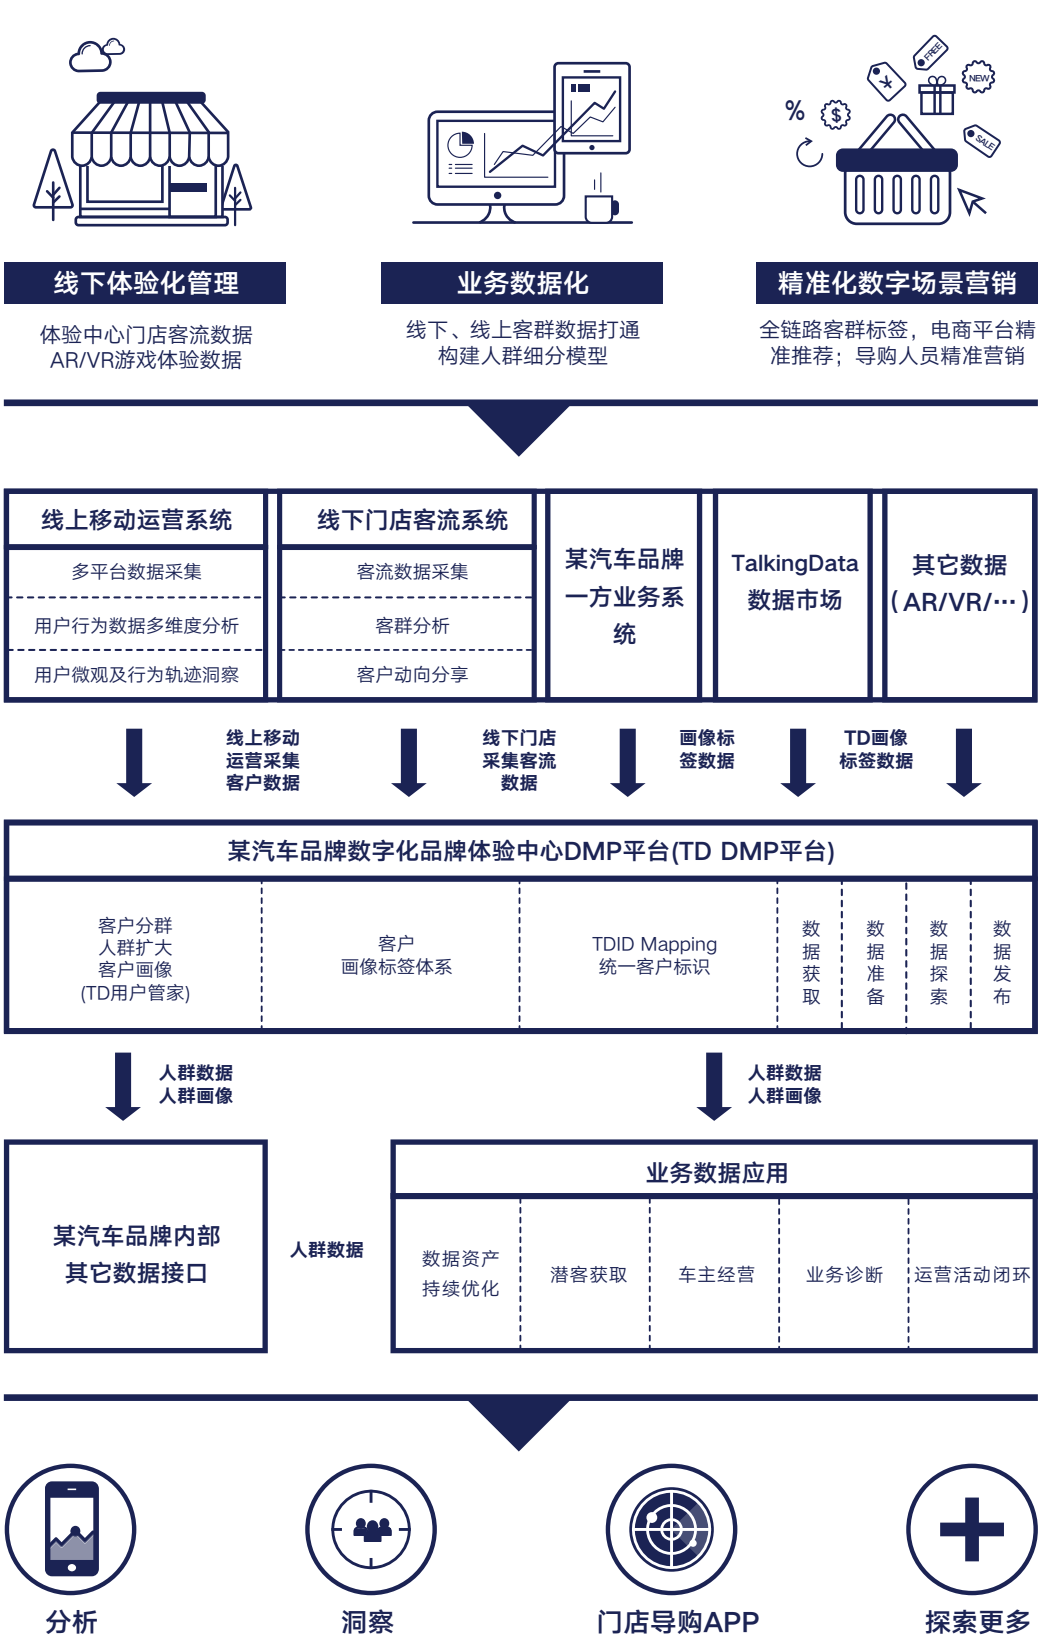 FREE
NEW
¥
%
$
SALE
线下体验化管理
业务数据化
精准化数字场景营销
体验中心门店客流数据
AR/VR游戏体验数据
线下、线上客群数据打通
构建人群细分模型
全链路客群标签，电商平台精
准推荐；导购人员精准营销
线上移动运营系统
多平台数据采集
用户行为数据多维度分析
用户微观及行为轨迹洞察
线下门店客流系统
客流数据采集
客群分析
客户动向分享
某汽车品牌
一方业务系
统
TalkingData
数据市场
其它数据
(AR/VR/···)
线上移动
运营采集
客户数据
线下门店
采集客流
数据
画像标
签数据
TD画像
标签数据
某汽车品牌数字化品牌体验中心DMP平台(TD DMP平台)
客户分群
人群扩大
客户画像
(TD用户管家)
客户
画像标签体系
TDID Mapping
统一客户标识
数
据
获
取
数
据
准
备
数
据
探
索
数
据
发
布
人群数据
人群画像
人群数据
人群画像
某汽车品牌内部
其它数据接口
人群数据
业务数据应用
数据资产
持续优化
潜客获取
车主经营
业务诊断
运营活动闭环
分析
洞察
门店导购APP
探索更多